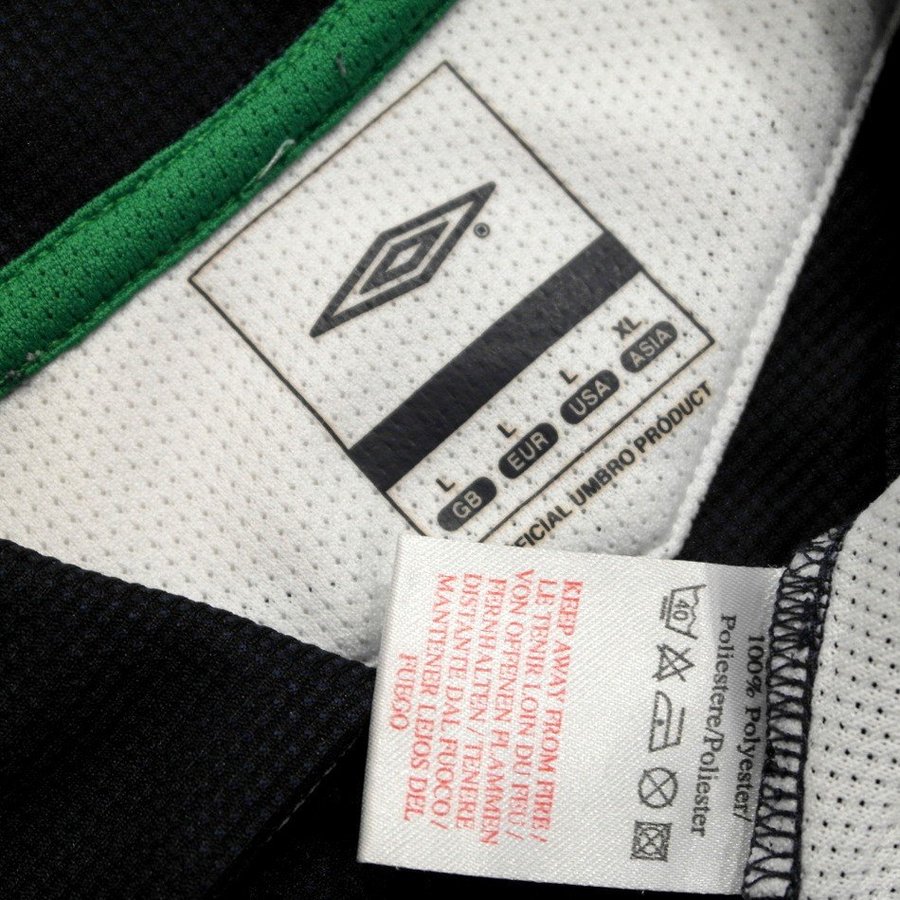 ®
L L L XL
GB EUR USA ASIA
FICIAL UMBRO PRODUCT
100% Polyester/
Poliestere/Poliester
40
KEEP AWAY FROM FIRE/
LE TENIR LOIN DU FEU/
VON OFFENEN FLAMMEN
FERNHALTEN/TENERE
DISTANTE DAL FUOCO/
MANTENER LEJOS DEL
FUEGO